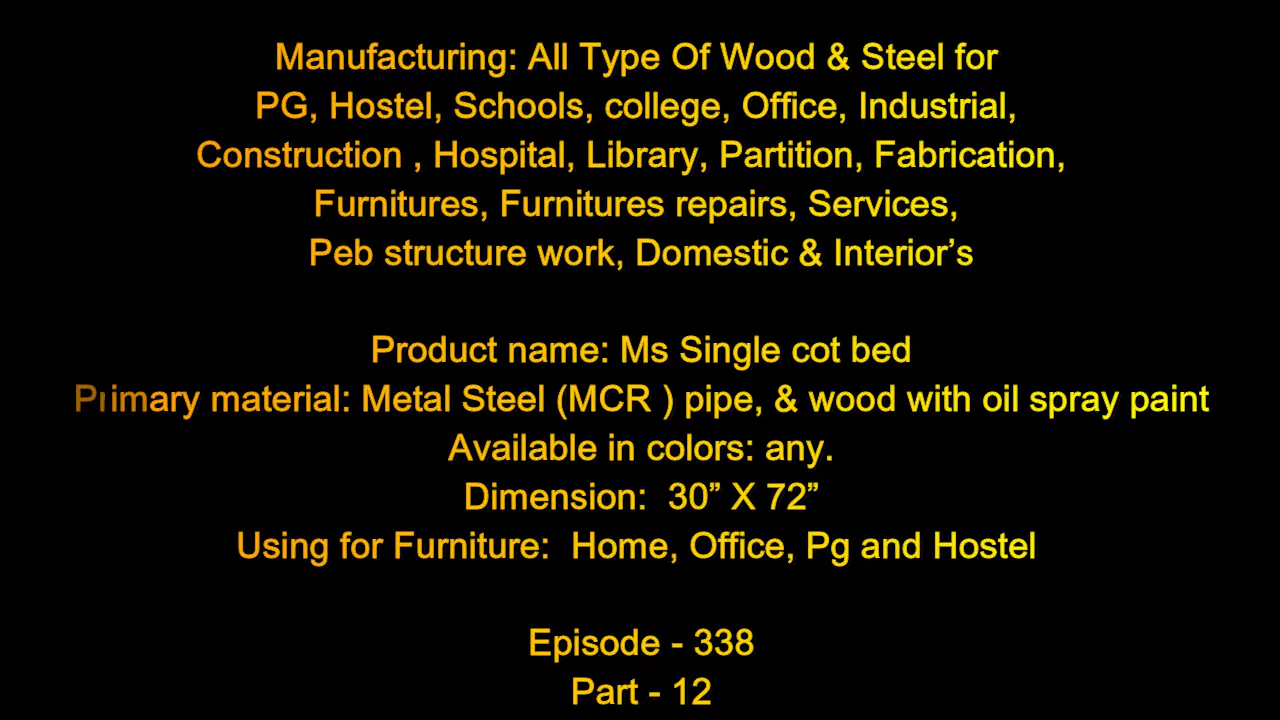 Manufacturing: All Type Of Wood & Steel for
PG, Hostel, Schools, college, Office, Industrial,
Construction , Hospital, Library, Partition, Fabrication,
Furnitures, Furnitures repairs, Services,
Peb structure work, Domestic & Interior’s
Product name: Ms Single cot bed
Primary material: Metal Steel (MCR ) pipe, & wood with oil spray paint
Available in colors: any.
Dimension:  30” X 72”
Using for Furniture:  Home, Office, Pg and Hostel
Episode - 338
Part - 12